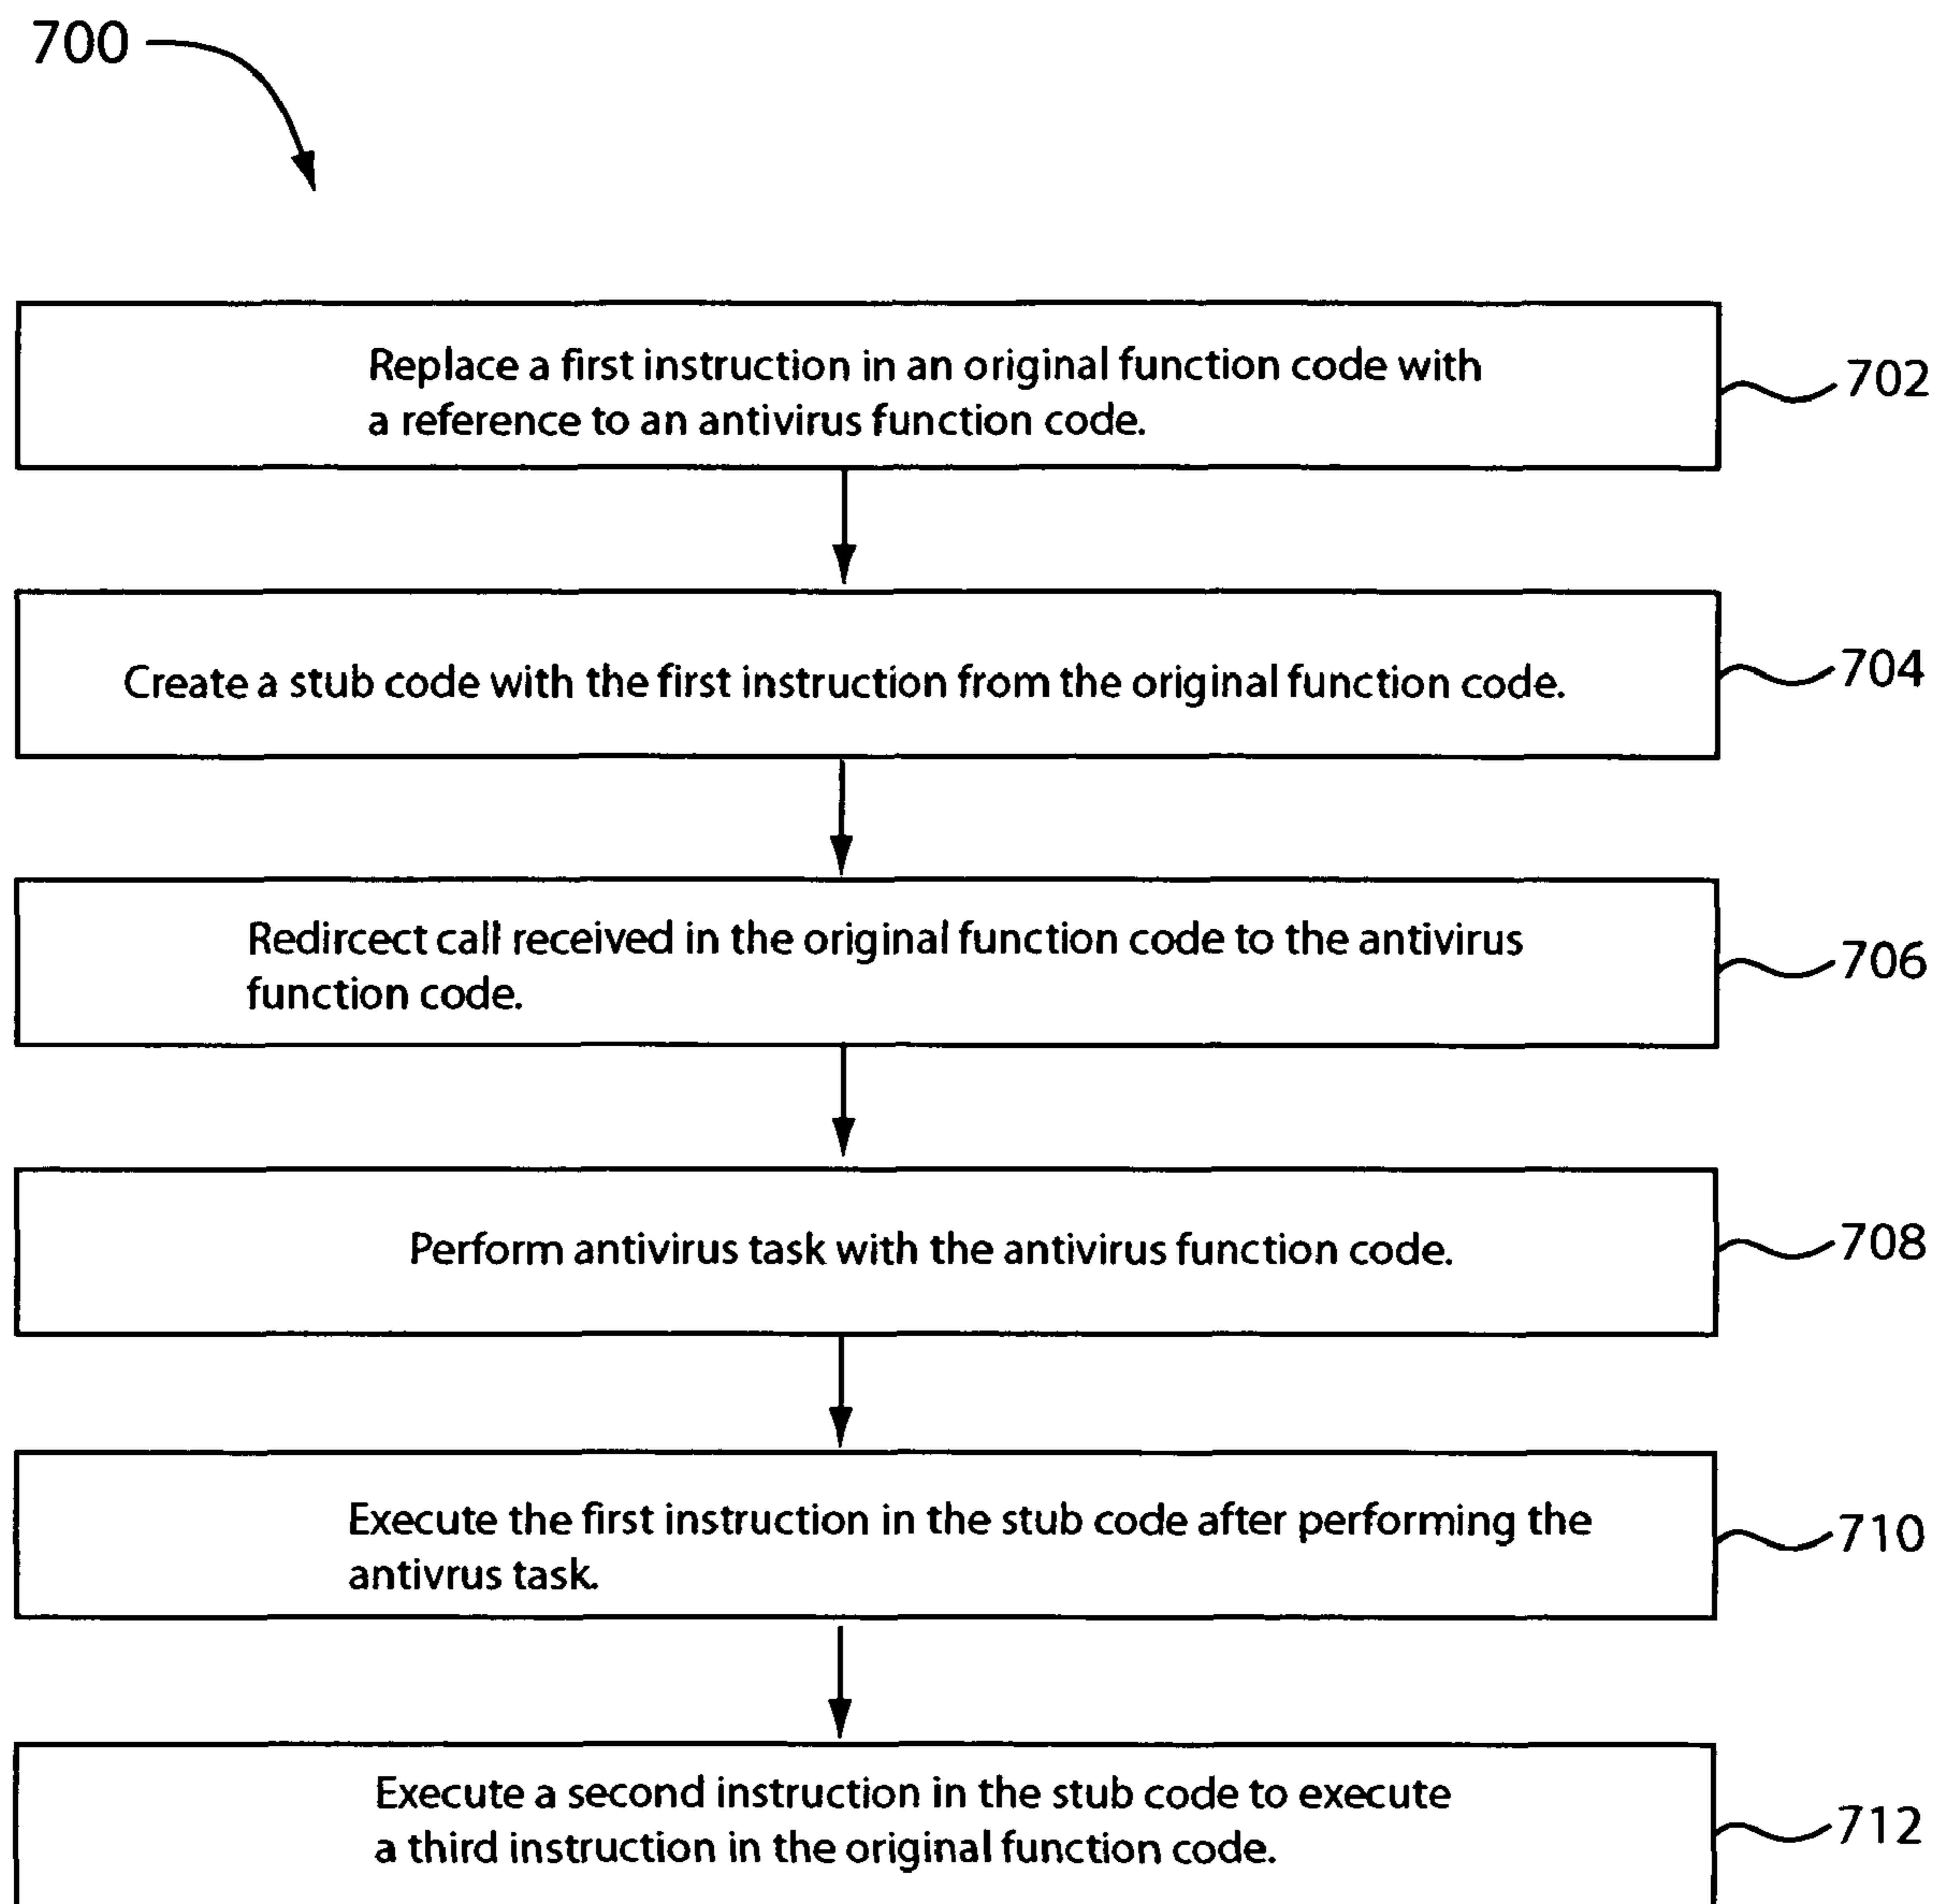 700
Replace a first instruction in an original function code with
a reference to an antivirus function code.
702
Create a stub code with the first instruction from the original function code.
704
Redircect call received in the original function code to the antivirus
function code.
706
Perform antivirus task with the antivirus function code.
708
Execute the first instruction in the stub code after performing the
antivrus task.
710
Execute a second instruction in the stub code to execute
a third instruction in the original function code.
712